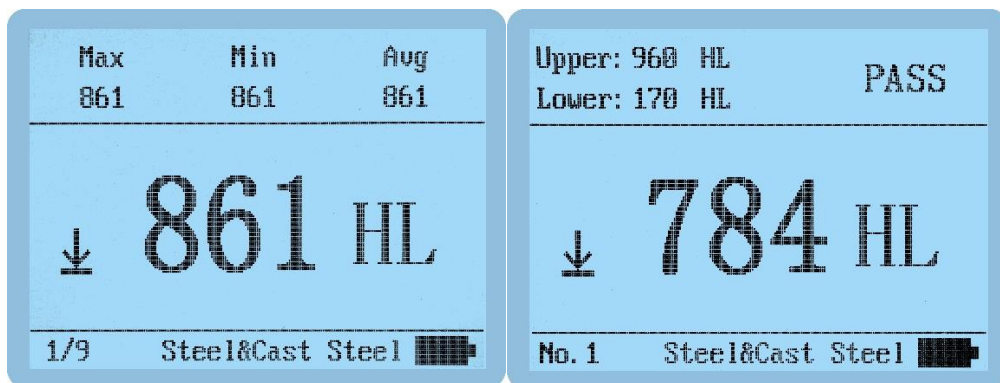 Max Min Avg
861 861 861
861 HL
1/9 Steel&Cast Steel
Upper: 960 HL
Lower: 170 HL
PASS
784 HL
No. 1 Steel&Cast Steel